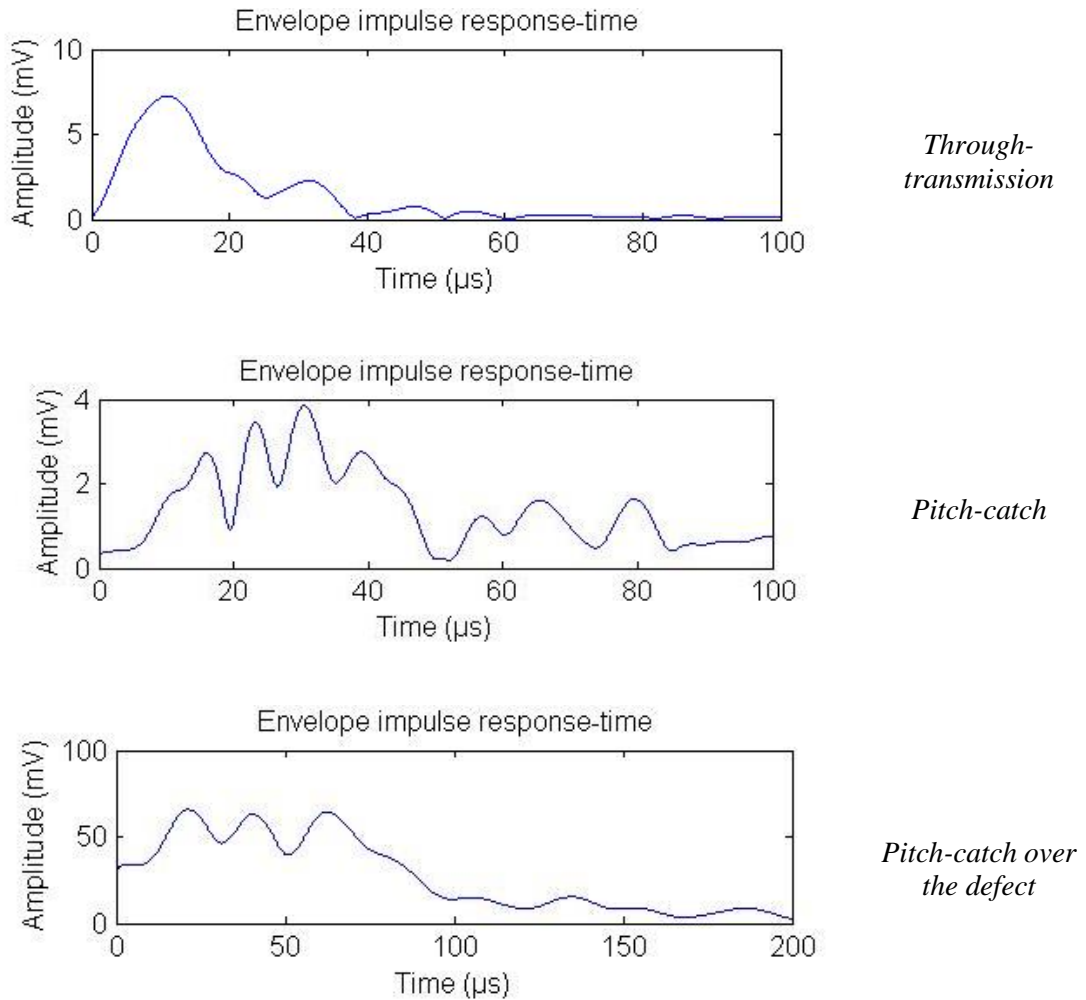 Envelope impulse response-time
10
5
0
Amplitude (mV)
0 20 40 60 80 100
Time (µs)
Through-
transmission
Envelope impulse response-time
4
2
0
Amplitude (mV)
0 20 40 60 80 100
Time (µs)
Pitch-catch
Envelope impulse response-time
100
50
0
Amplitude (mV)
0 50 100 150 200
Time (µs)
Pitch-catch over
the defect